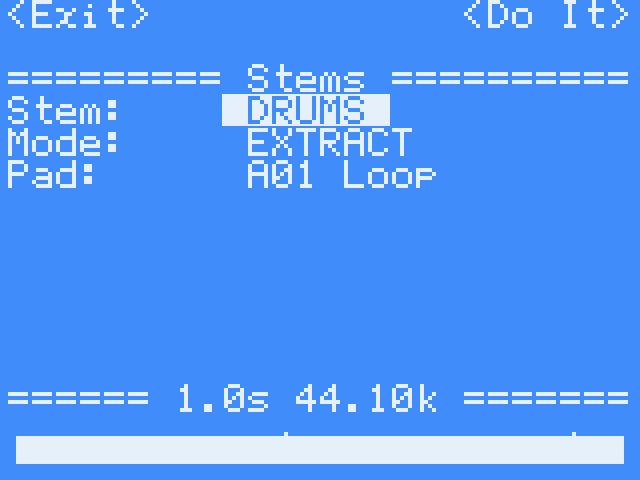 <Exit> <Do It>
========= Stems ==========
Stem: DRUMS
Mode: EXTRACT
Pad: A01 Loop
====== 1.0s 44.10k =======